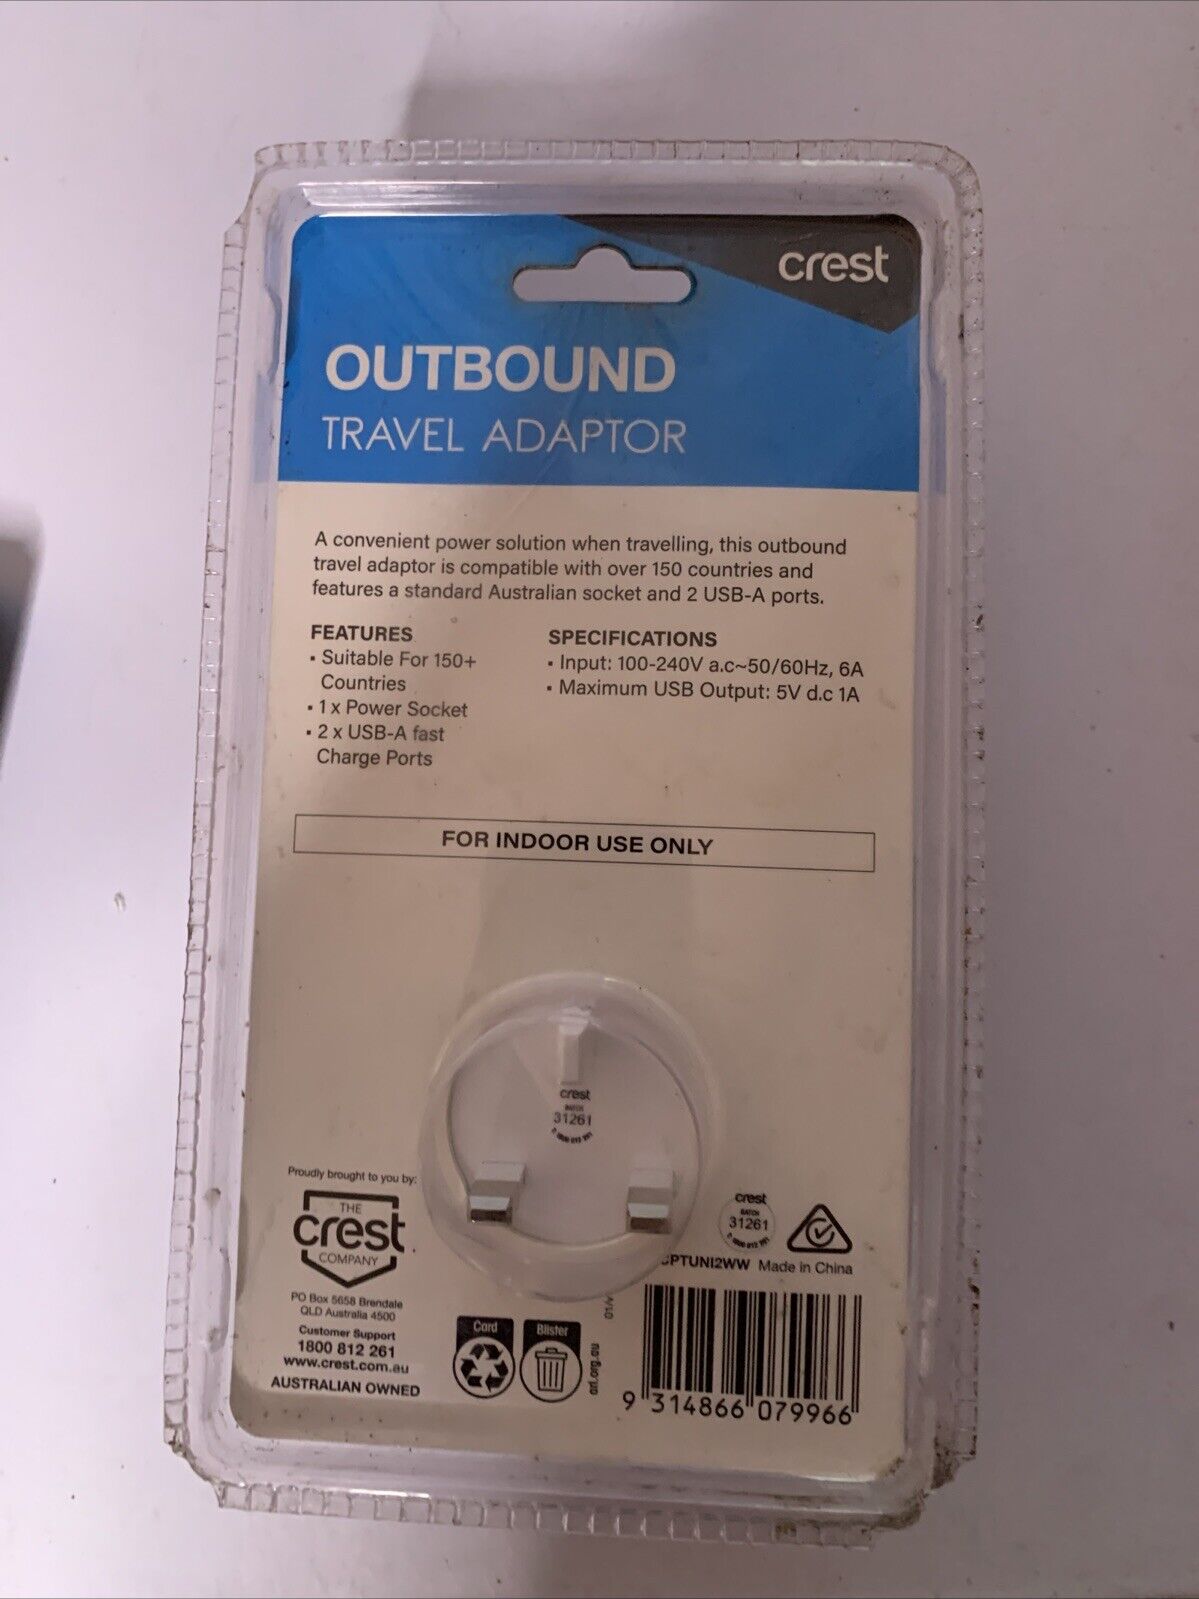 crest
OUTBOUND
TRAVEL ADAPTOR
A convenient power solution when travelling, this outbound
travel adaptor is compatible with over 150 countries and
features a standard Australian socket and 2 USB-A ports.
FEATURES
• Suitable For 150+
Countries
• 1 x Power Socket
• 2 x USB-A fast
Charge Ports
SPECIFICATIONS
• Input: 100-240V a.c~50/60Hz, 6A
• Maximum USB Output: 5V d.c 1A
FOR INDOOR USE ONLY
crest
BATCH
31261
Proudly brought to you by:
THE
crest
COMPANY
PO Box 5658 Brendale
QLD Australia 4500
Customer Support
1800 812 261
www.crest.com.au
AUSTRALIAN OWNED
Card
Blister
arl.org.au
crest
BATCH
31261
PTUNI2WW Made in China
9 314866 079966